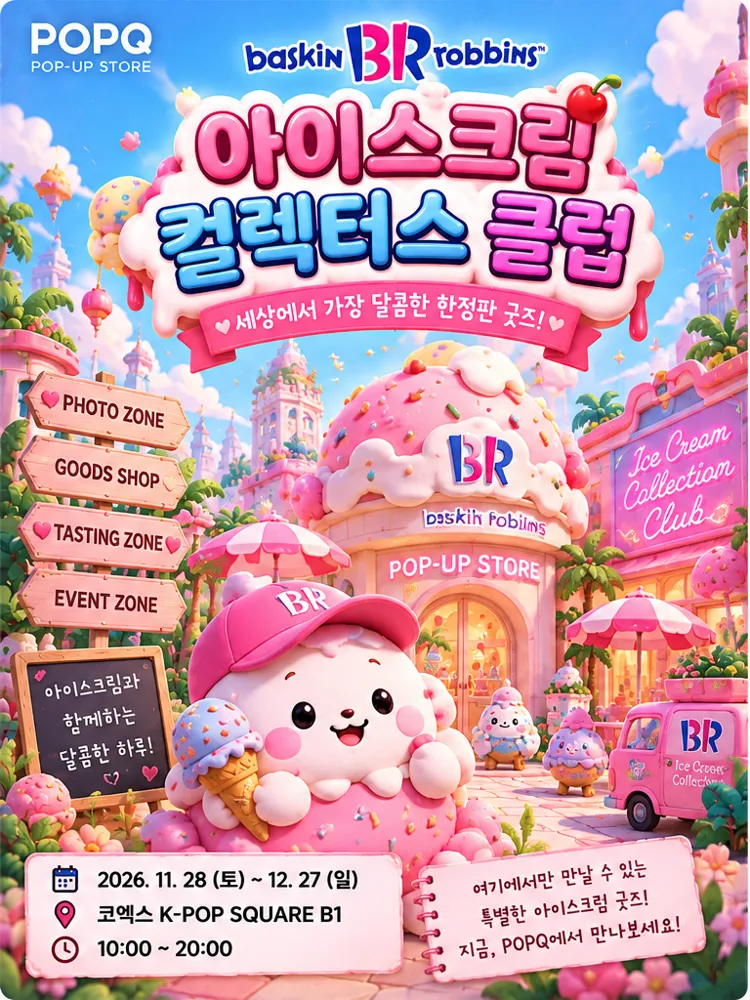 POPQ
POP-UP STORE
baskin BR robbins™
아이스크림
컬렉터스 클럽
세상에서 가장 달콤한 한정판 굿즈!
PHOTO ZONE
GOODS SHOP
TASTING ZONE
EVENT ZONE
아이스크림과
함께하는
달콤한 하루!
BR
POP-UP STORE
Ice Cream
Collection
Club
BR
BR
Ice Cream
2026. 11. 28 (토) ~ 12. 27 (일)
코엑스 K-POP SQUARE B1
10:00 ~ 20:00
여기에서만 만날 수 있는
특별한 아이스크림 굿즈!
지금, POPQ에서 만나보세요!